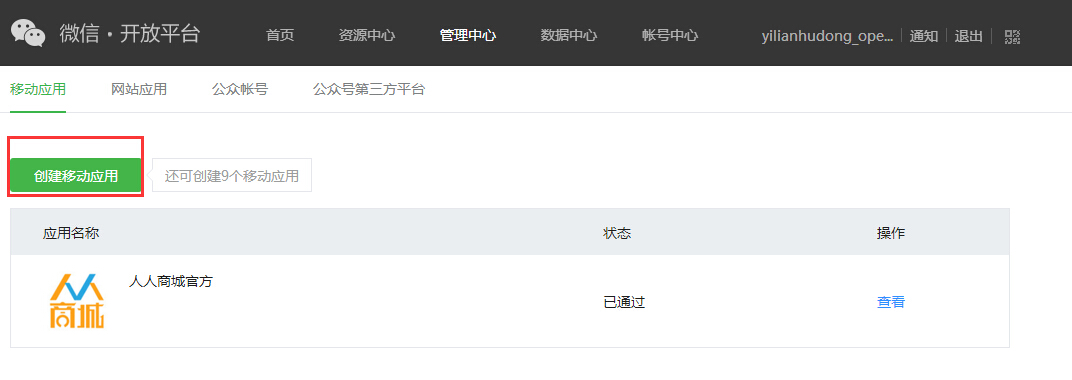 微信·开放平台 首页 资源中心 管理中心 数据中心 帐号中心 yilianhudong_ope... 通知 退出
移动应用 网站应用 公众帐号 公众号第三方平台
创建移动应用 还可创建9个移动应用
应用名称 状态 操作
人人商城 人人商城官方 已通过 查看